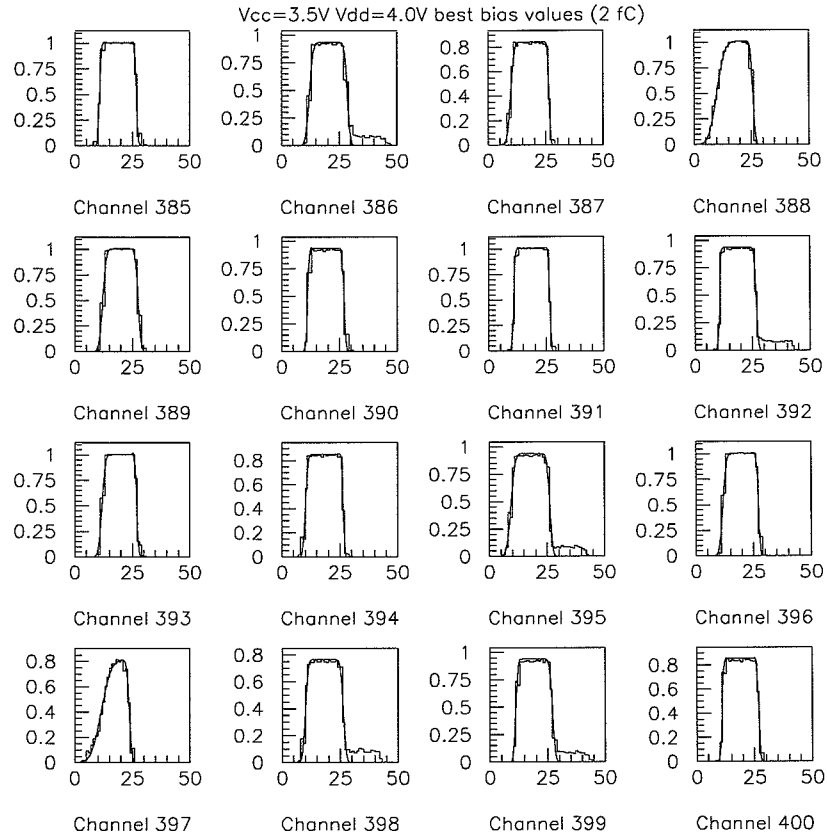 Vcc=3.5V Vdd=4.0V best bias values (2 fC)
1 0.75 0.5 0.25 0
0 25 50
Channel 385
1 0.75 0.5 0.25 0
0 25 50
Channel 386
0.8 0.6 0.4 0.2 0
0 25 50
Channel 387
1 0.75 0.5 0.25 0
0 25 50
Channel 388
1 0.75 0.5 0.25 0
0 25 50
Channel 389
1 0.75 0.5 0.25 0
0 25 50
Channel 390
1 0.75 0.5 0.25 0
0 25 50
Channel 391
1 0.75 0.5 0.25 0
0 25 50
Channel 392
1 0.75 0.5 0.25 0
0 25 50
Channel 393
0.8 0.6 0.4 0.2 0
0 25 50
Channel 394
1 0.75 0.5 0.25 0
0 25 50
Channel 395
1 0.75 0.5 0.25 0
0 25 50
Channel 396
0.8 0.6 0.4 0.2 0
0 25 50
Channel 397
0.8 0.6 0.4 0.2 0
0 25 50
Channel 398
1 0.75 0.5 0.25 0
0 25 50
Channel 399
0.8 0.6 0.4 0.2 0
0 25 50
Channel 400